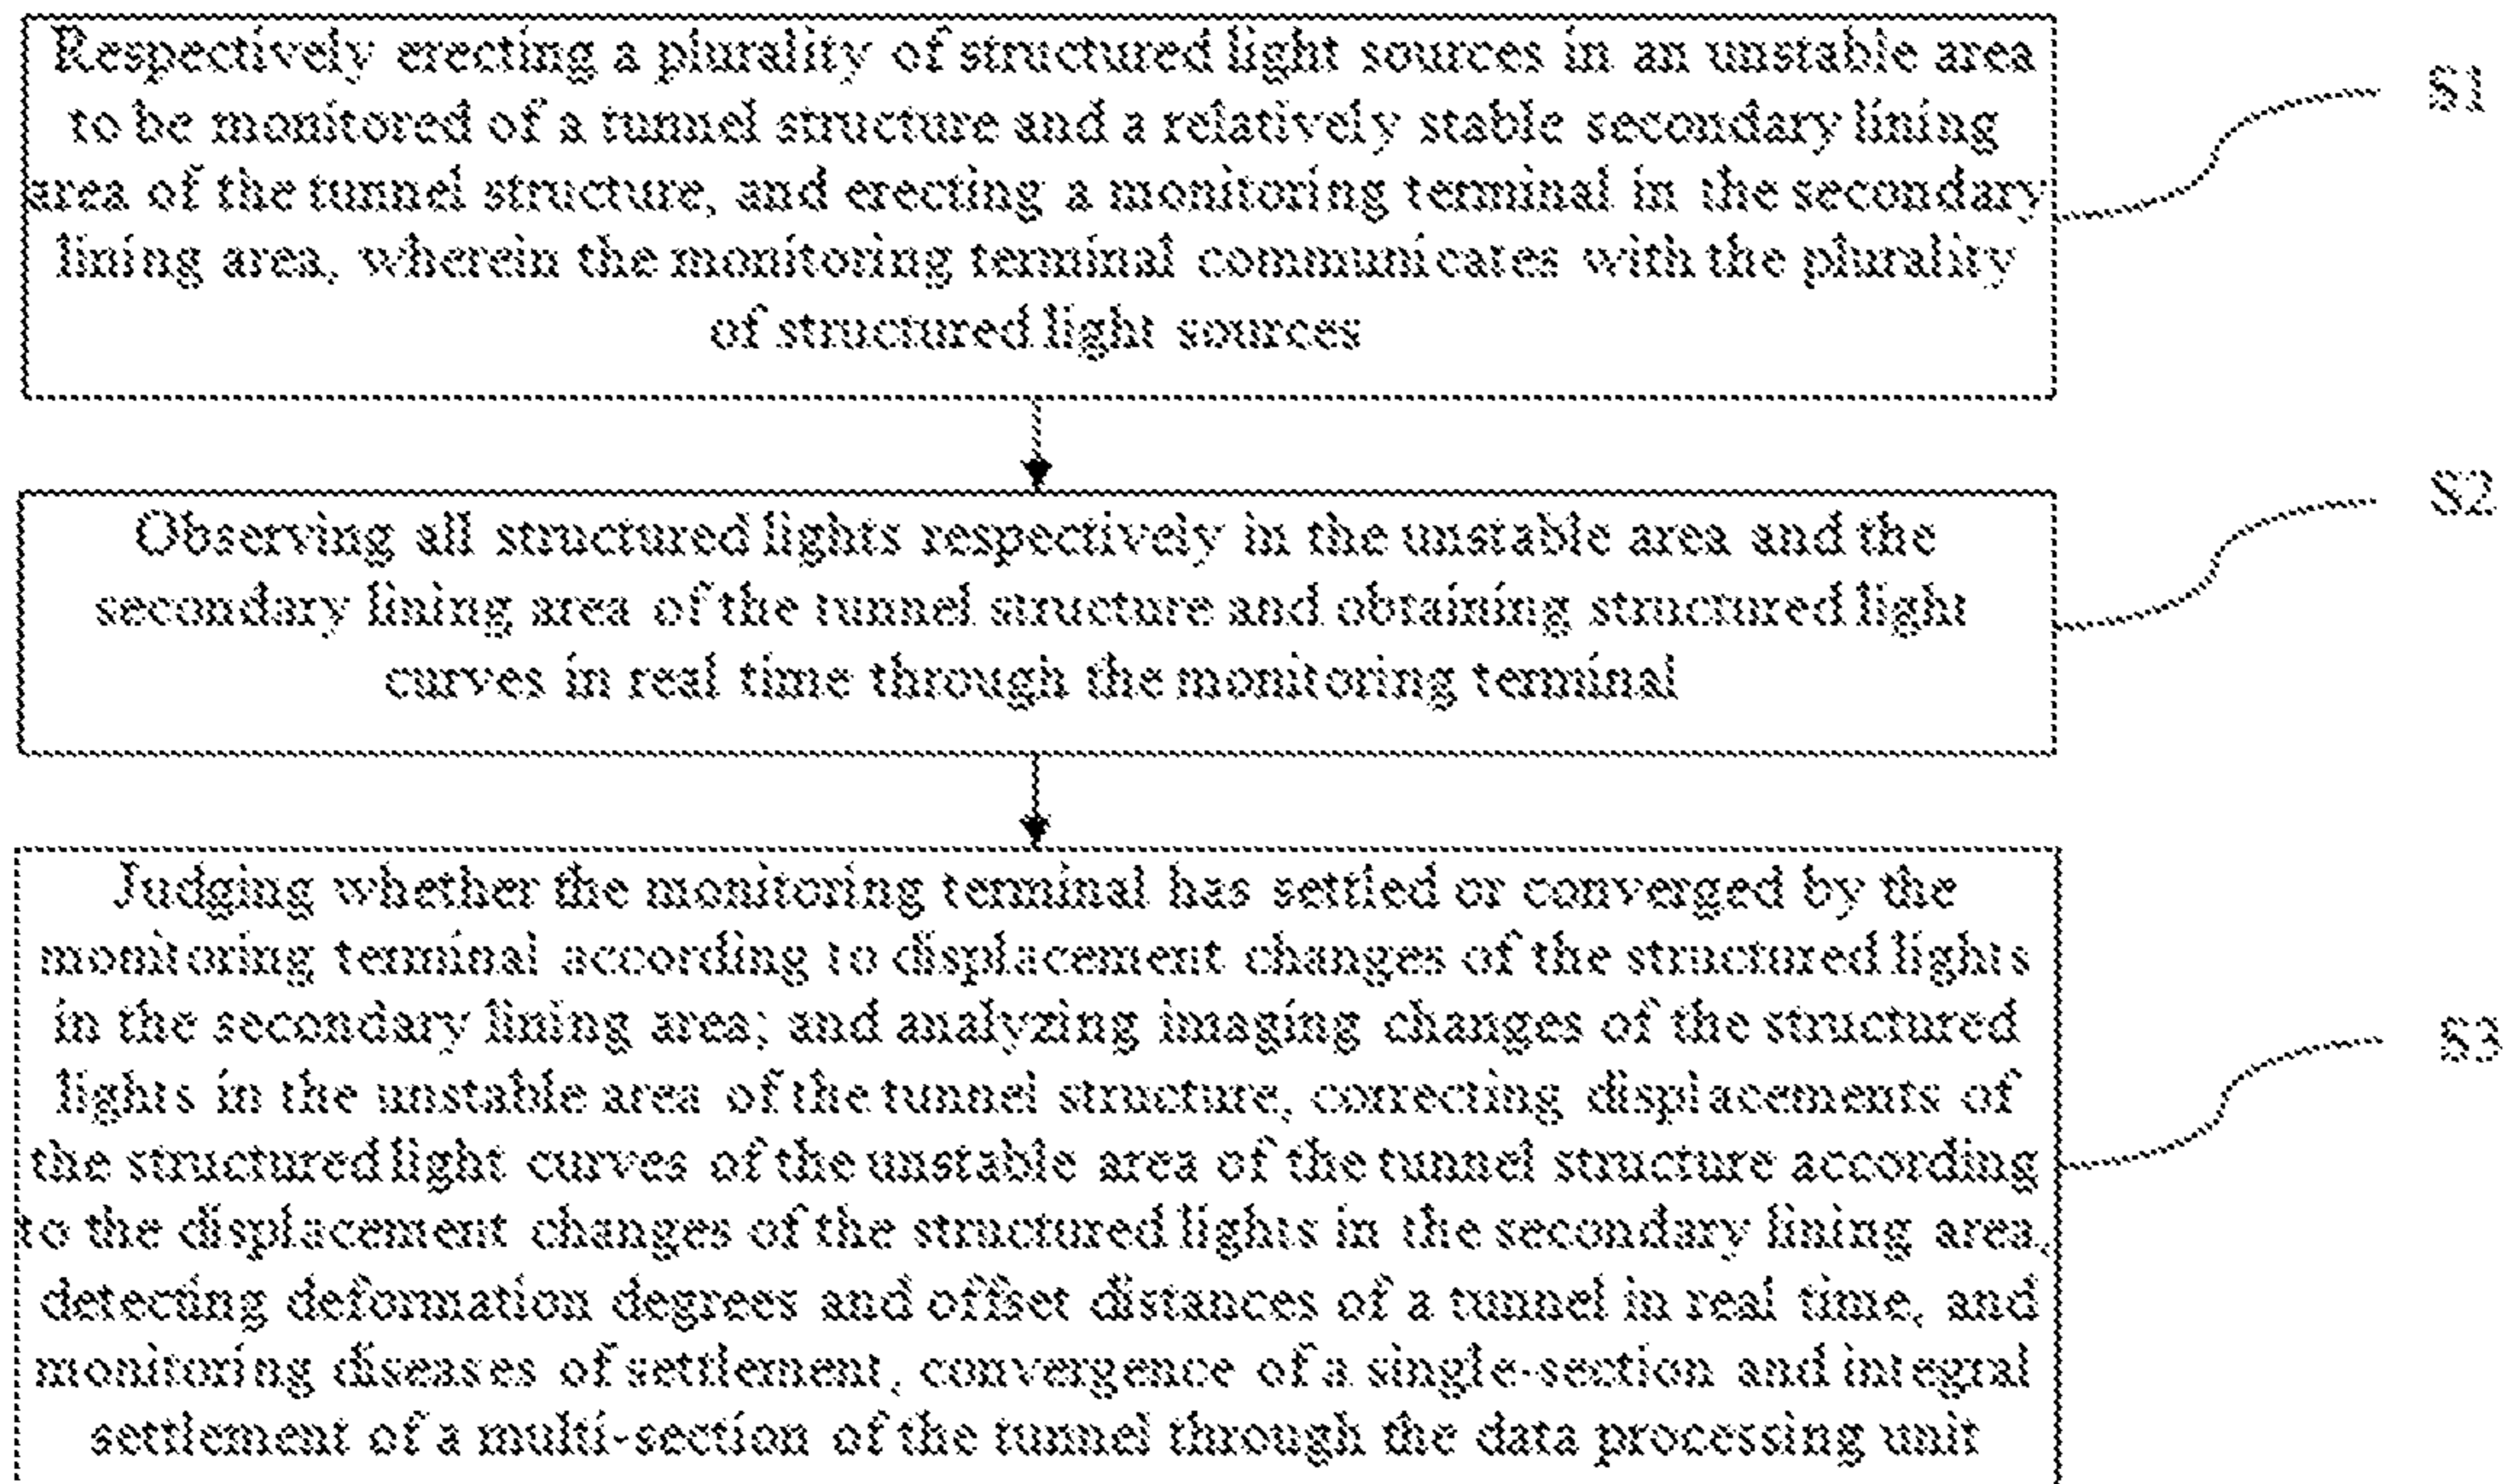 Respectively erecting a plurality of structured light sources in an unstable area
to be monitored of a tunnel structure and a relatively stable secondary lining
area of the tunnel structure, and erecting a monitoring terminal in the secondary
lining area, wherein the monitoring terminal communicates with the plurality
of structured light sources
S1
Observing all structured lights respectively in the unstable area and the
secondary lining area of the tunnel structure and obtaining structured light
curves in real time through the monitoring terminal
S2
Judging whether the monitoring terminal has settled or converged by the
monitoring terminal according to displacement changes of the structured lights
in the secondary lining area; and analyzing imaging changes of the structured
lights in the unstable area of the tunnel structure, correcting displacements of
the structured light curves of the unstable area of the tunnel structure according
to the displacement changes of the structured lights in the secondary lining area,
detecting deformation degrees and offset distances of a tunnel in real time, and
monitoring diseases of settlement, convergence of a single-section and integral
settlement of a multi-section of the tunnel through the data processing unit
S3